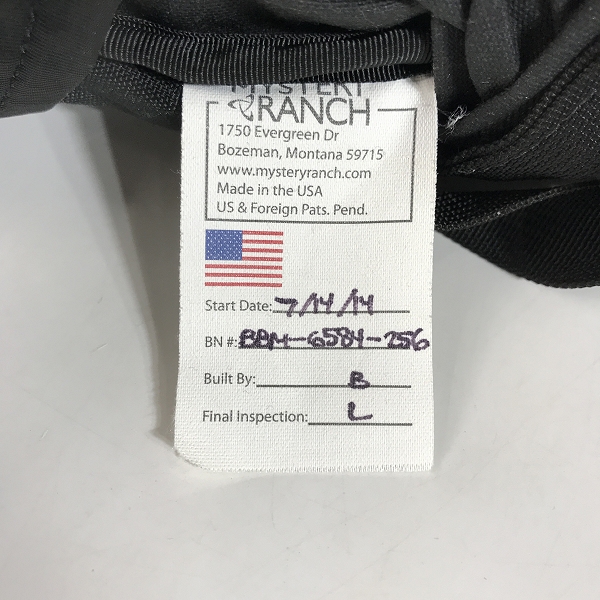 MYSTERY
RANCH
1750 Evergreen Dr
Bozeman, Montana 59715
www.mysteryranch.com
Made in the USA
US & Foreign Pats. Pend.
Start Date: 7/14/14
BN #: BBM-6584-256
Built By: B
Final Inspection: L